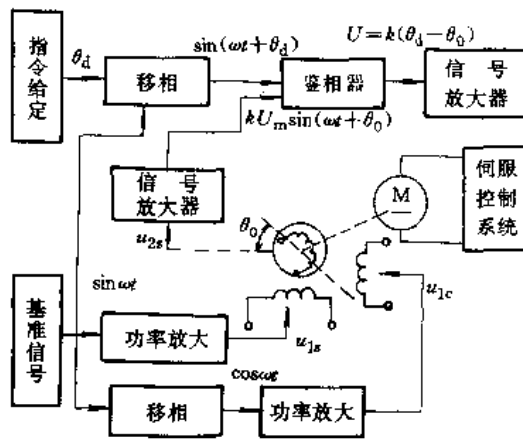 指令给定
θd
移相
sin(ωt+θd)
鉴相器
U=k(θd−θ0)
信号
放大器
kUmsin(ωt+θ0)
信号
放大器
u2s
θ0
M
伺服
控制
系统
sinωt
基准信号
功率放大
u1s
u1c
cosωt
移相
功率放大